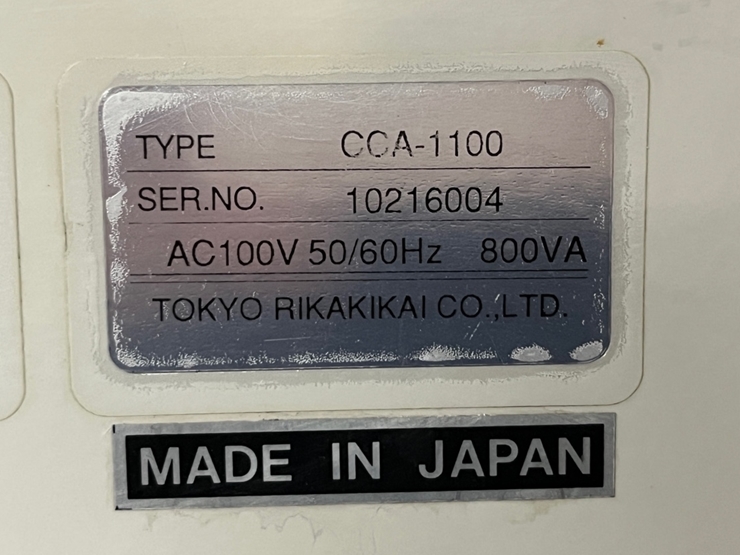 TYPE CCA-1100
SER.NO. 10216004
AC100V 50/60Hz 800VA
TOKYO RIKAKIKAI CO.,LTD.
MADE IN JAPAN